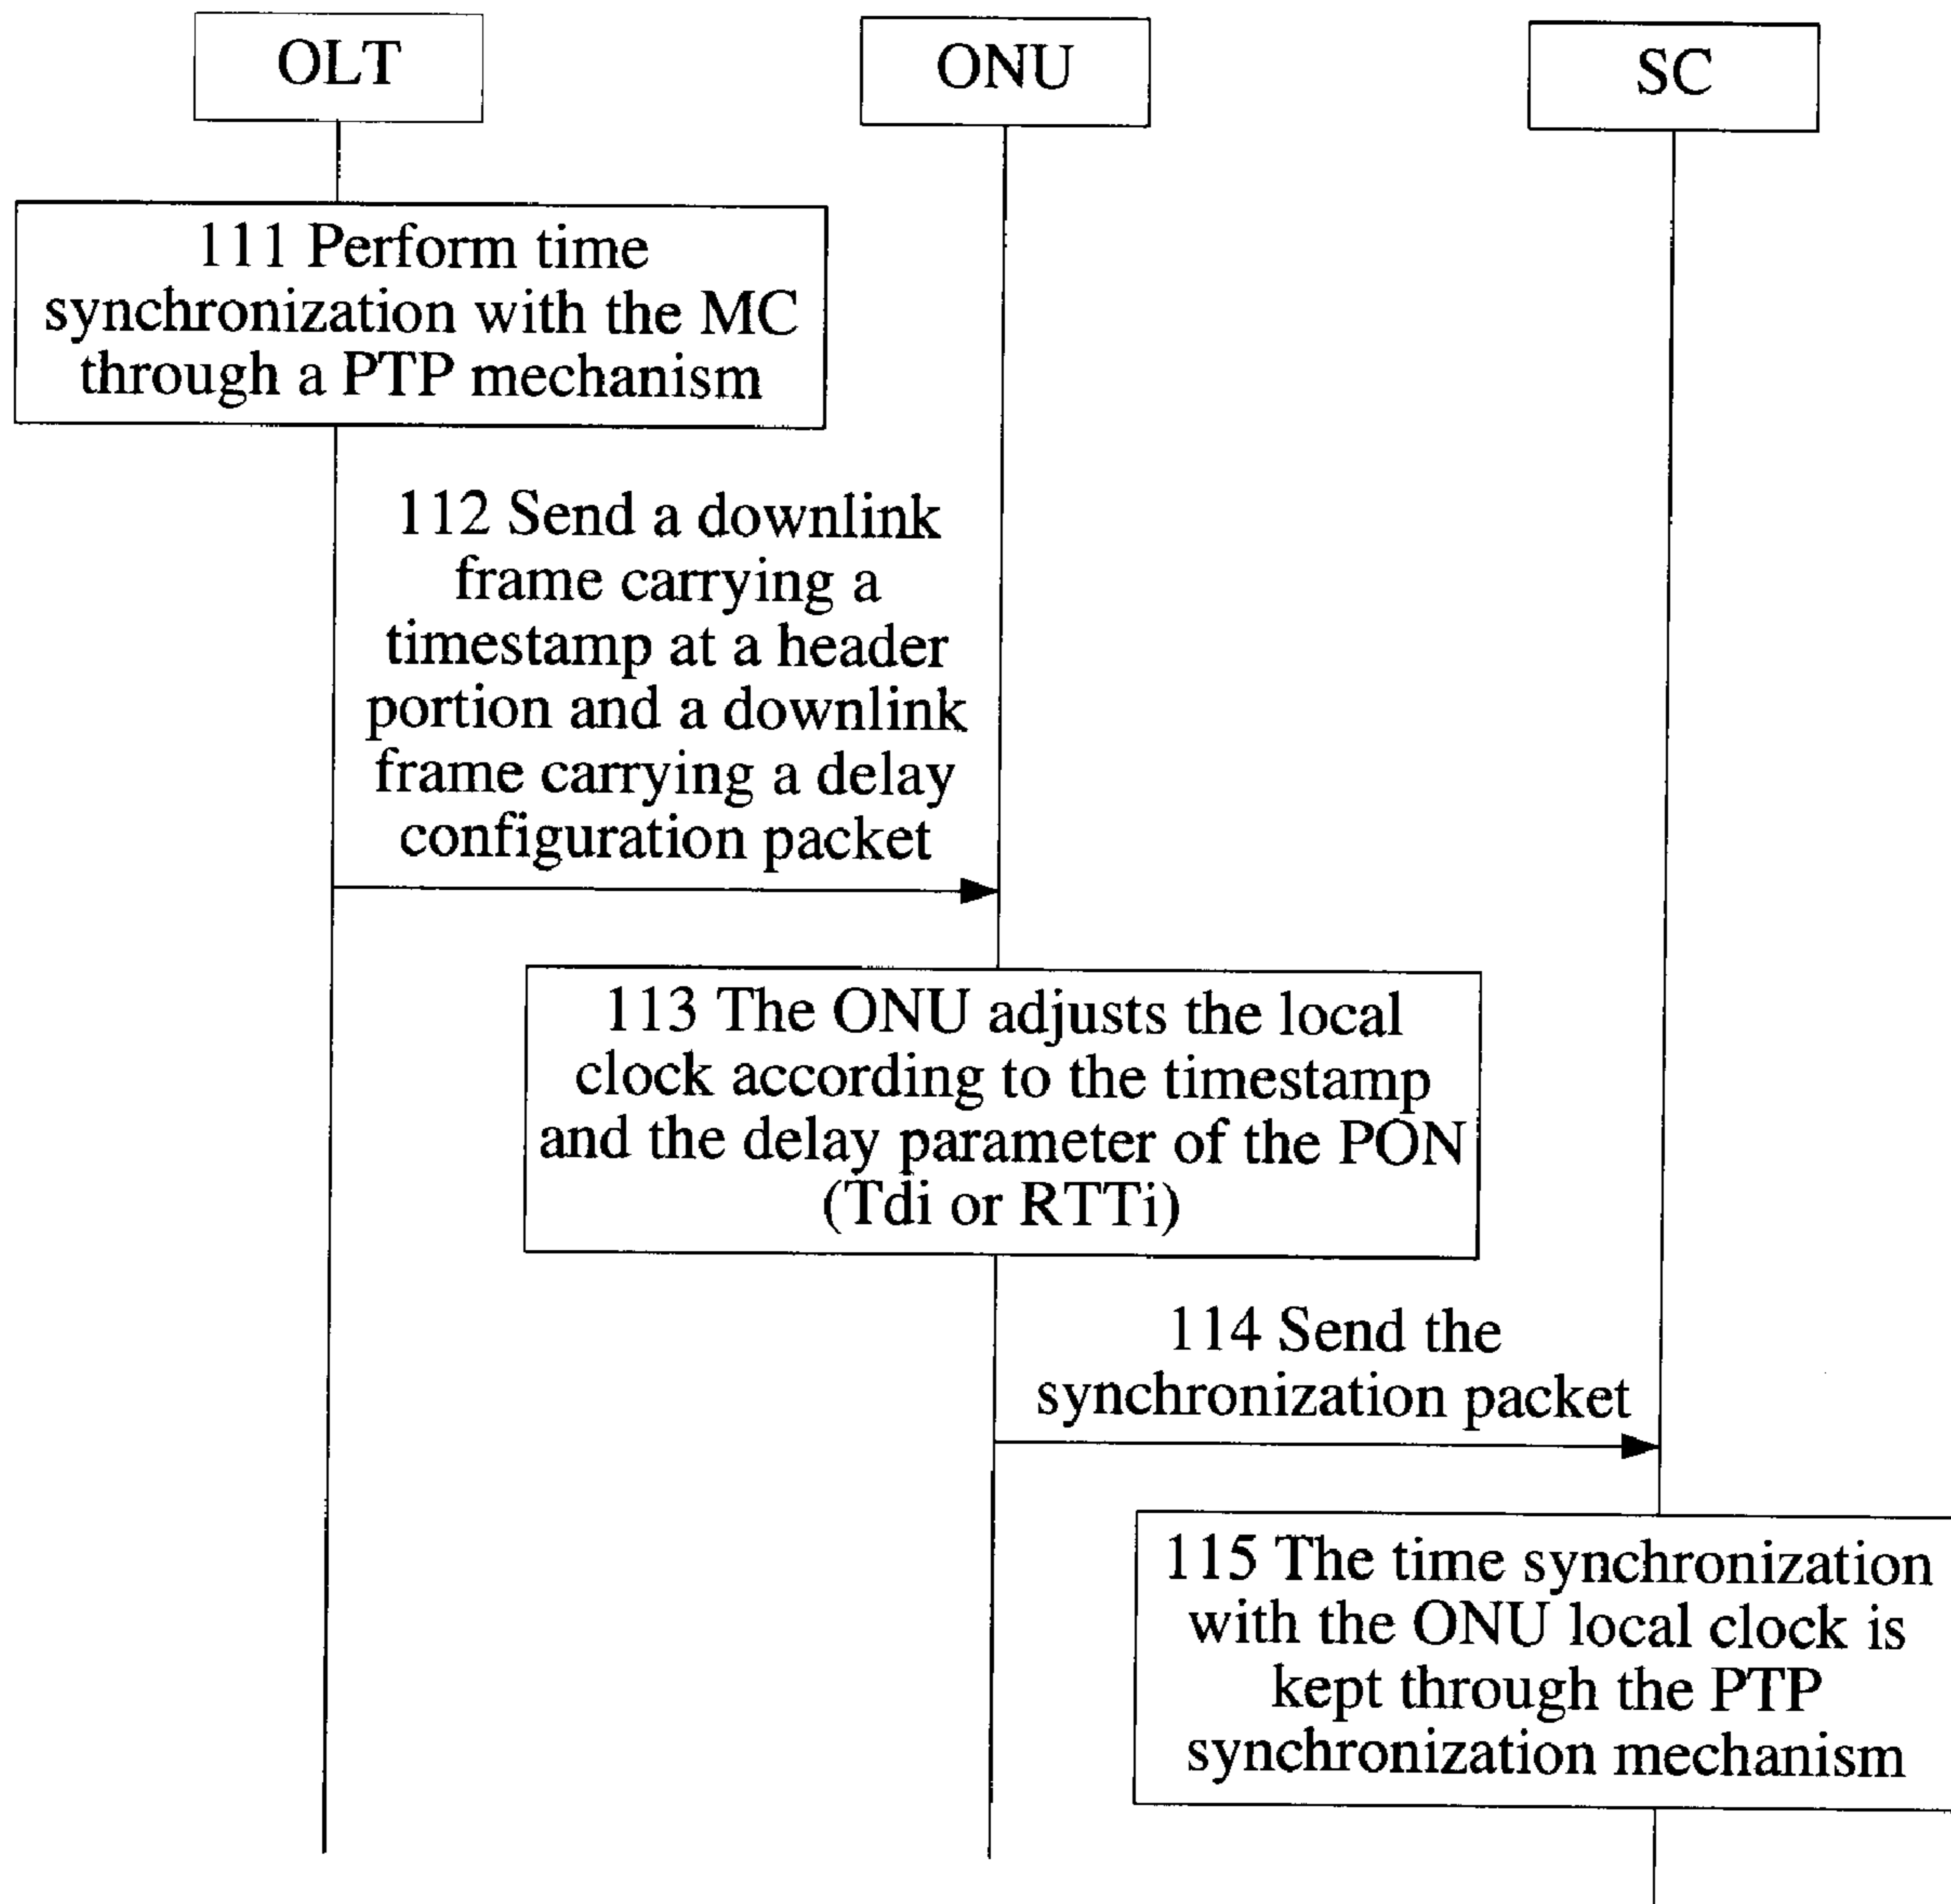 OLT
ONU
SC
111 Perform time
synchronization with the MC
through a PTP mechanism
112 Send a downlink
frame carrying a
timestamp at a header
portion and a downlink
frame carrying a delay
configuration packet
113 The ONU adjusts the local
clock according to the timestamp
and the delay parameter of the PON
(Tdi or RTTi)
114 Send the
synchronization packet
115 The time synchronization
with the ONU local clock is
kept through the PTP
synchronization mechanism